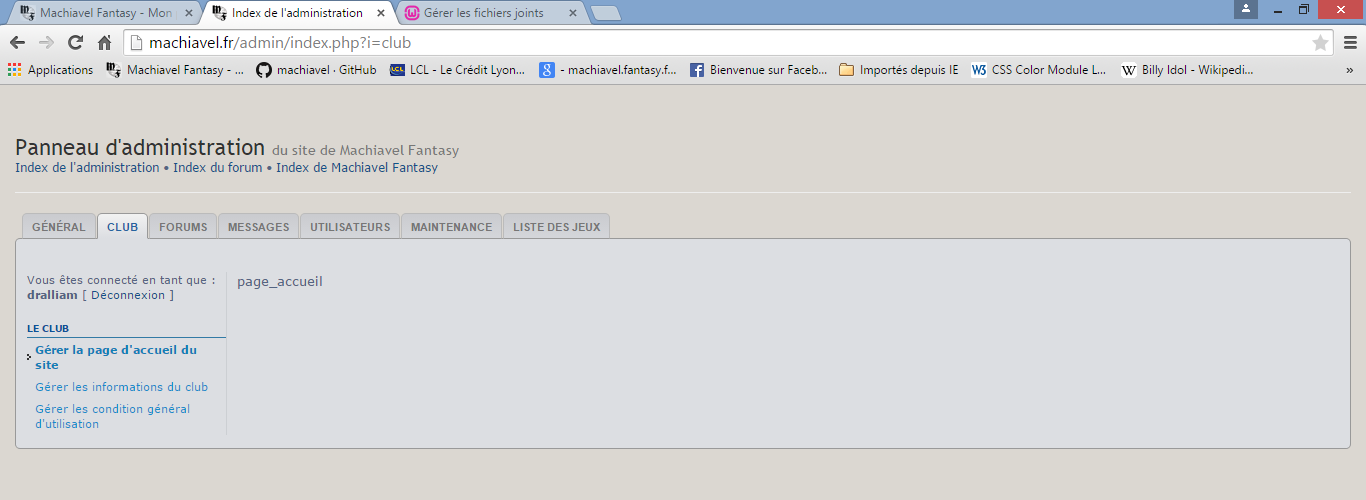 Machiavel Fantasy - Mon
Index de l'administration
Gérer les fichiers joints
machiavel.fr/admin/index.php?i=club
Applications
Machiavel Fantasy - ...
machiavel · GitHub
LCL
LCL - Le Crédit Lyon...
- machiavel.fantasy.f...
Bienvenue sur Faceb...
Importés depuis IE
W3
CSS Color Module L...
W
Billy Idol - Wikipedi...
»
Panneau d'administration du site de Machiavel Fantasy
Index de l'administration • Index du forum • Index de Machiavel Fantasy
GÉNÉRAL CLUB FORUMS MESSAGES UTILISATEURS MAINTENANCE LISTE DES JEUX
Vous êtes connecté en tant que :
dralliam [ Déconnexion ]
page_accueil
LE CLUB
Gérer la page d'accueil du
site
Gérer les informations du club
Gérer les condition général
d'utilisation